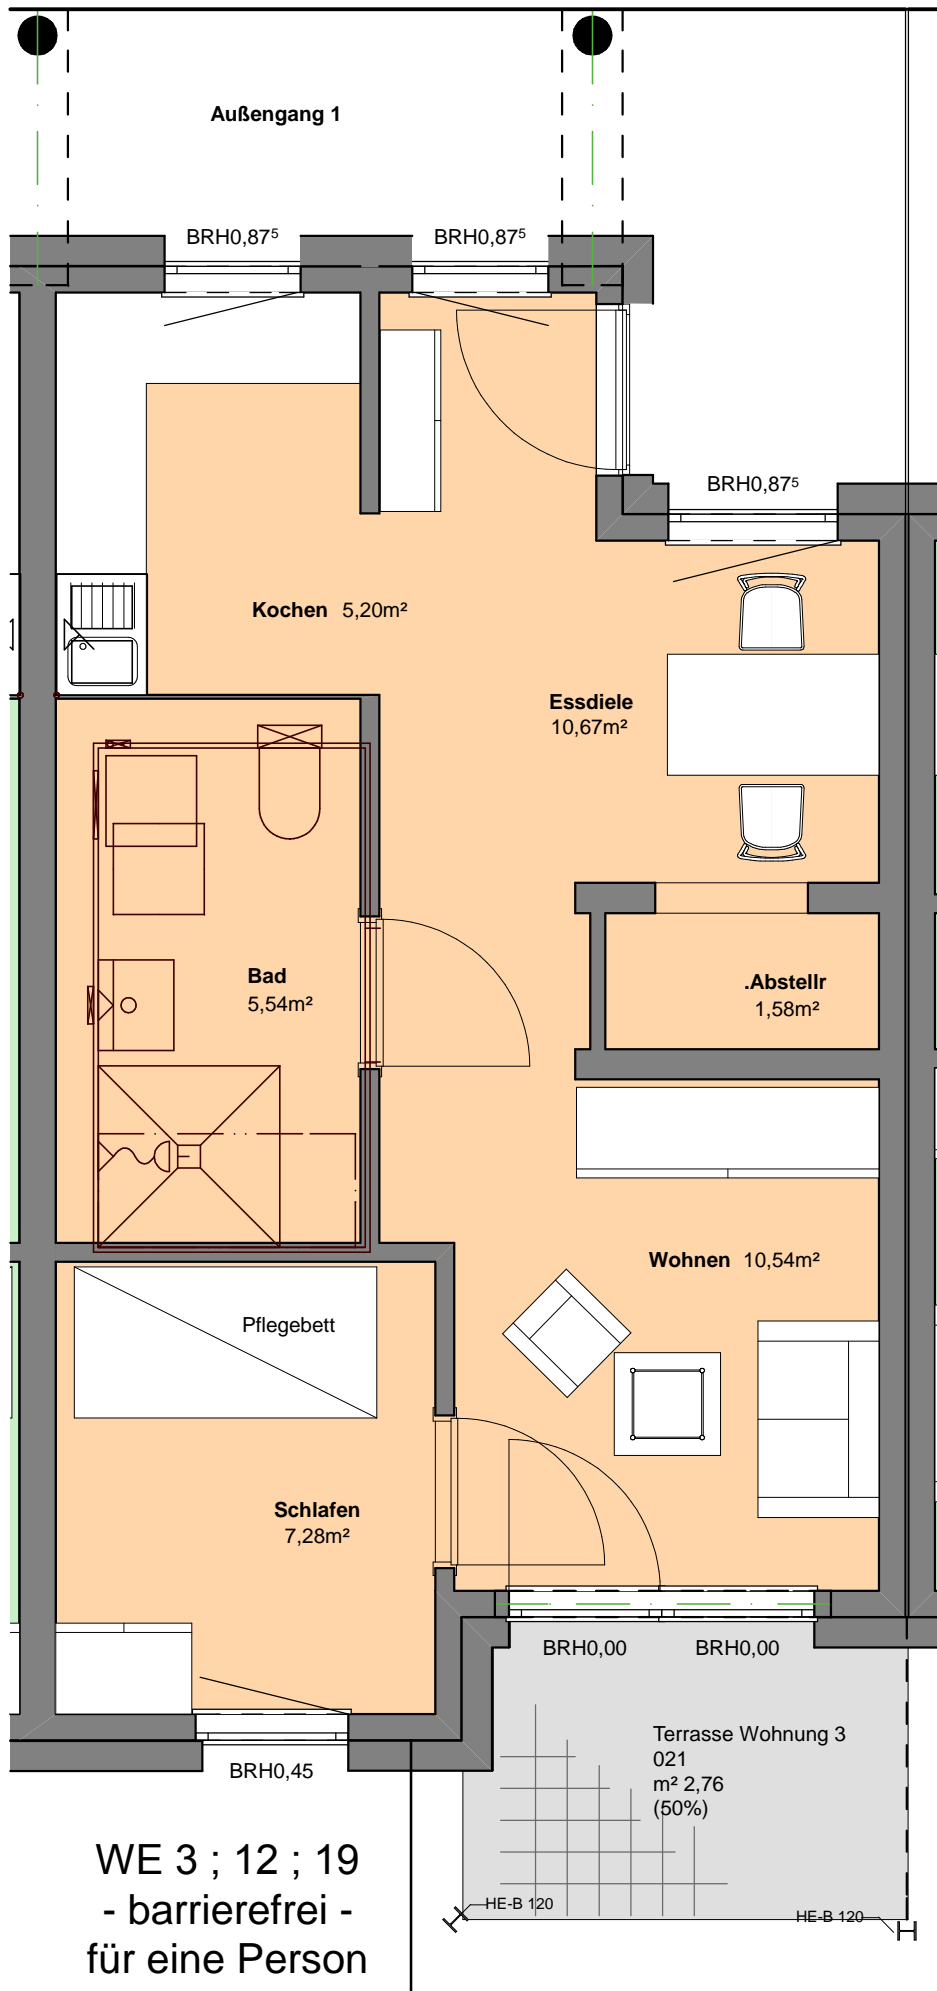 Außengang 1
BRH0,87⁵
BRH0,87⁵
BRH0,87⁵
Kochen 5,20m²
Essdiele
10,67m²
Bad
5,54m²
.Abstellr
1,58m²
Wohnen 10,54m²
Pflegebett
Schlafen
7,28m²
BRH0,00
BRH0,00
Terrasse Wohnung 3
021
m² 2,76
(50%)
BRH0,45
HE-B 120
HE-B 120
WE 3 ; 12 ; 19
- barrierefrei -
für eine Person